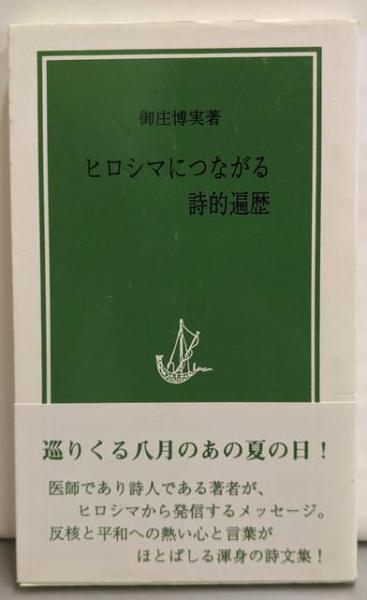 御庄博実著
ヒロシマにつながる
詩的遍歴
巡りくる八月のあの夏の日！
医師であり詩人である著者が、
ヒロシマから発信するメッセージ。
反核と平和への熱い心と言葉が
ほとばしる渾身の詩文集！